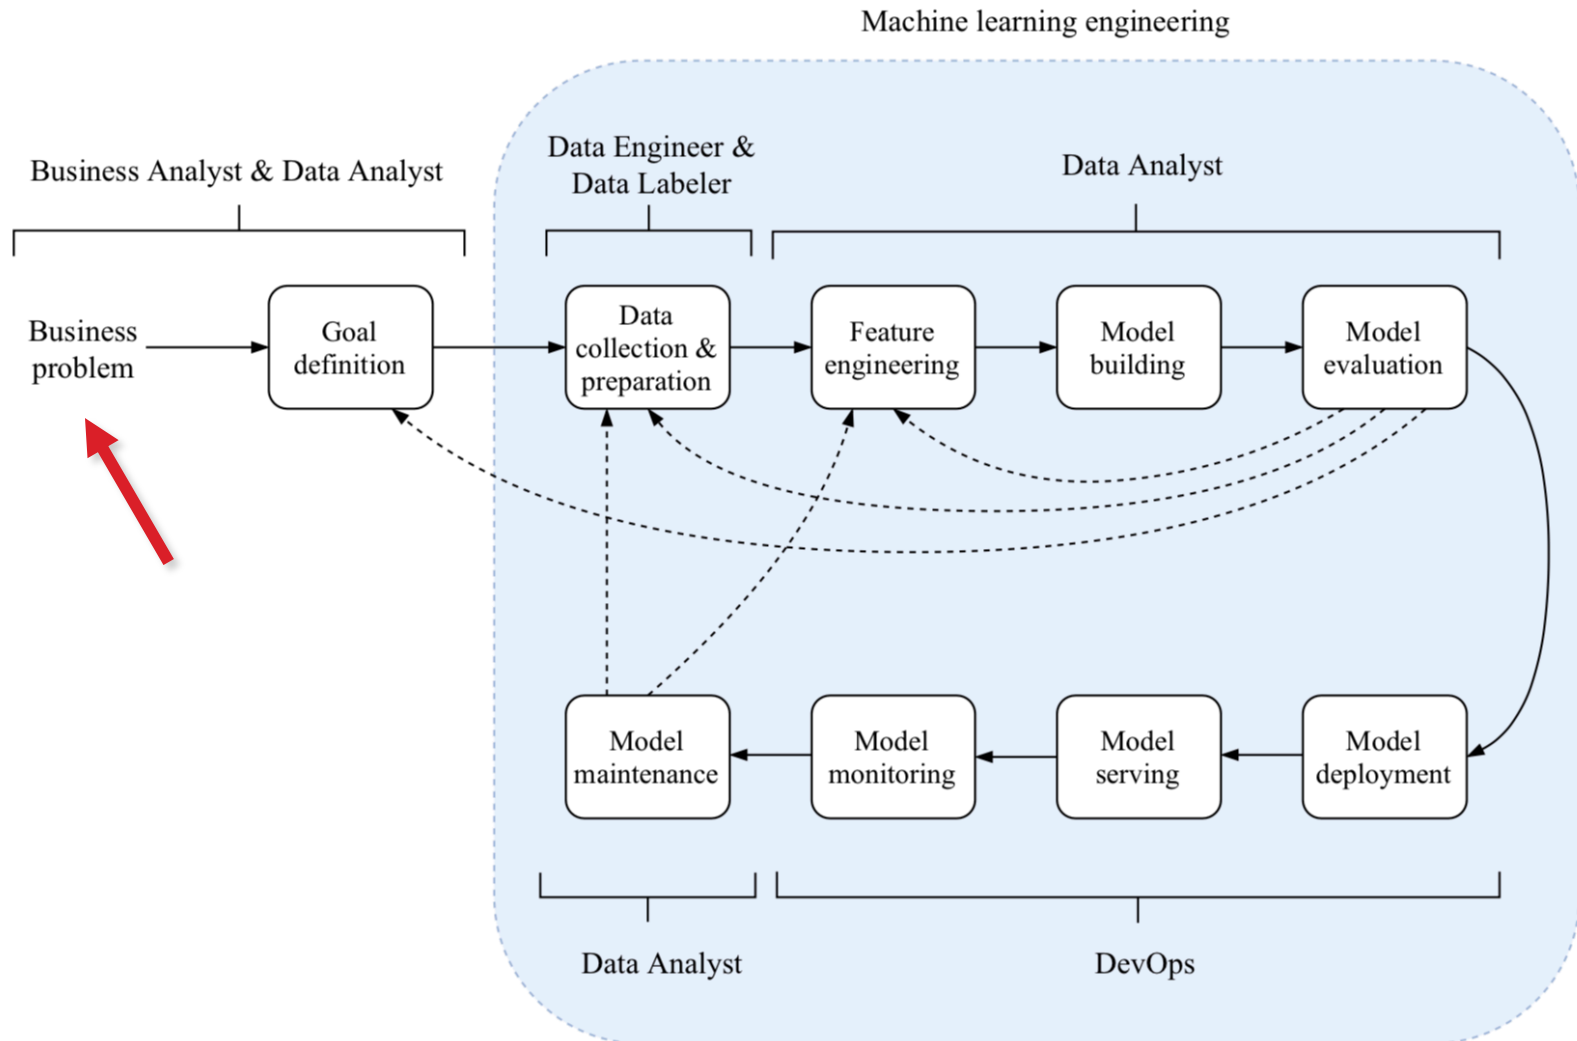 Machine learning engineering
Business Analyst & Data Analyst
Data Engineer &
Data Labeler
Data Analyst
Business
problem
Goal
definition
Data
collection &
preparation
Feature
engineering
Model
building
Model
evaluation
Model
maintenance
Model
monitoring
Model
serving
Model
deployment
Data Analyst
DevOps